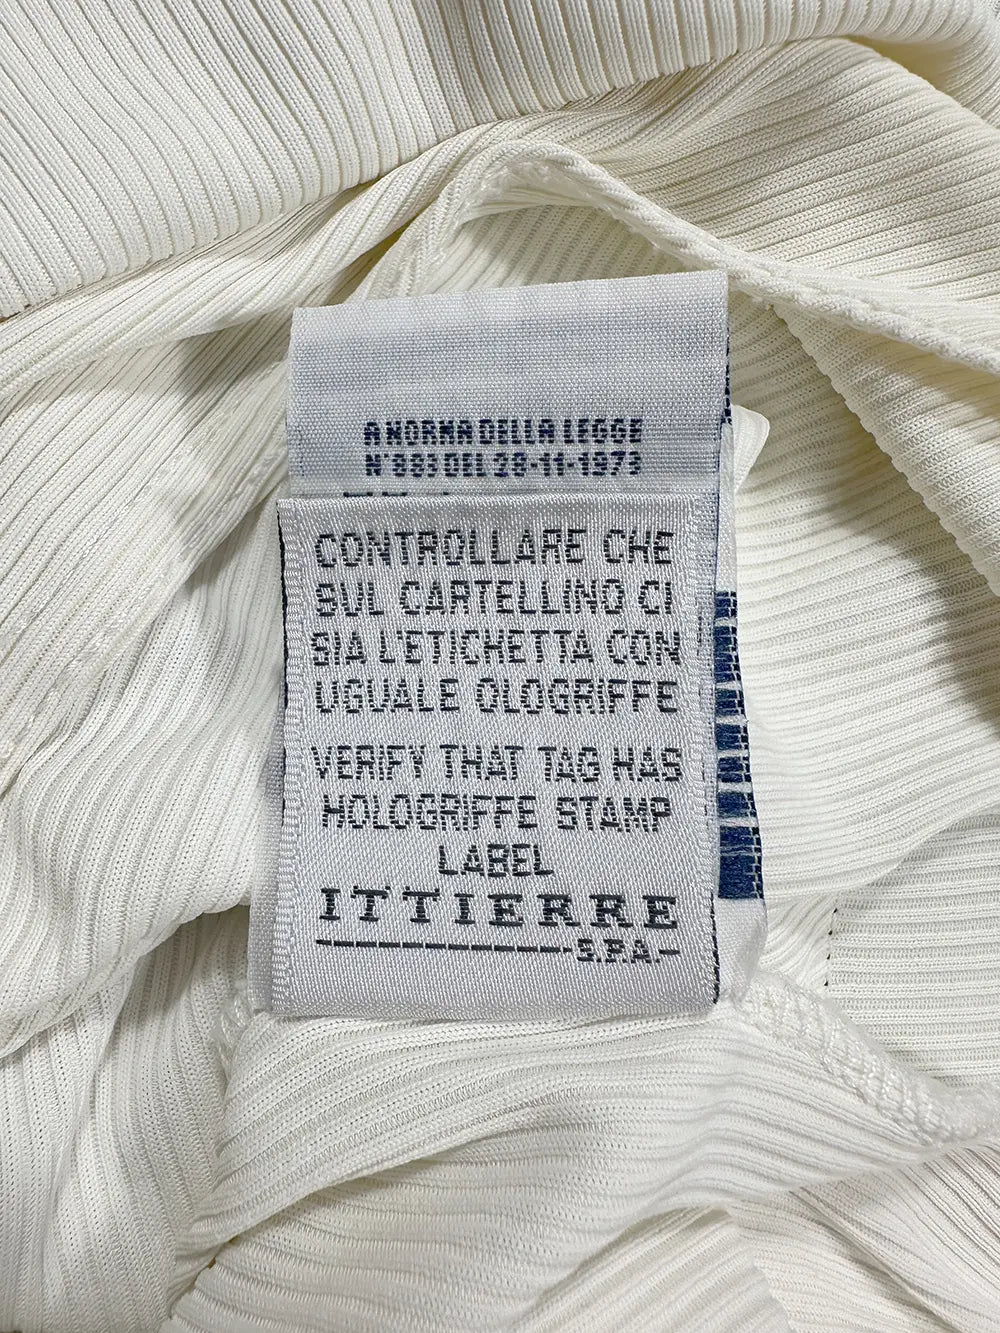 A NORMA DELLA LEGGE
N°883 DEL 26-11-1973
CONTROLLARE CHE
SUL CARTELLINO CI
SIA L'ETICHETTA CON
UGUALE OLOGRIFFE
VERIFY THAT TAG HAS
HOLOGRIFFE STAMP
LABEL
ITTIERRE
S.P.A.